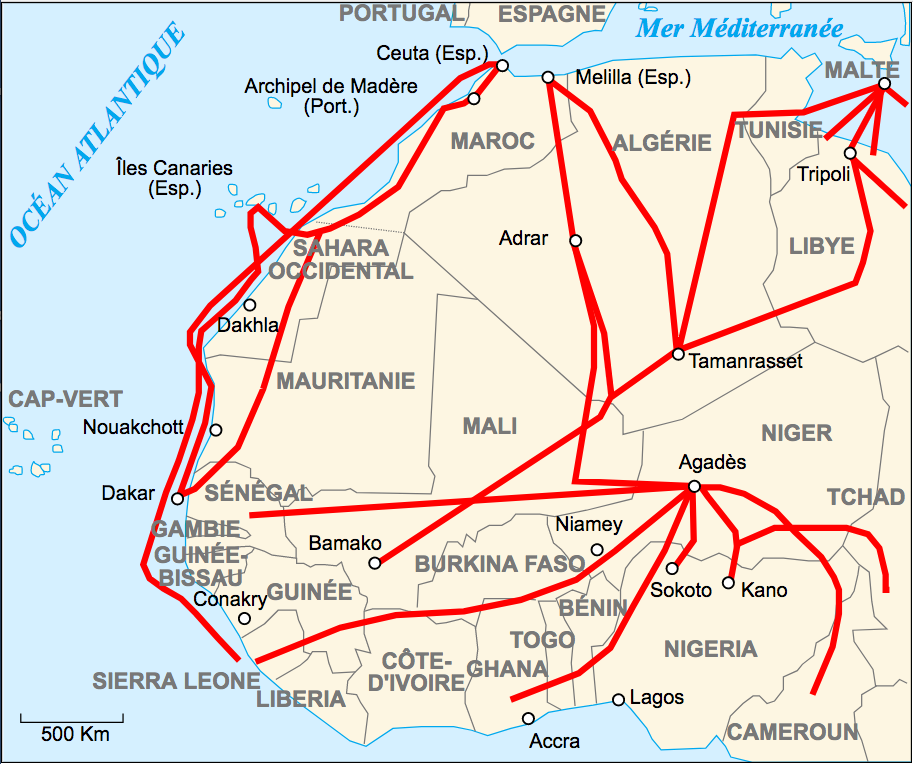 PORTUGAL
ESPAGNE
Mer Méditerranée
OCÉAN ATLANTIQUE
Ceuta (Esp.)
Melilla (Esp.)
MALTE
Archipel de Madère
(Port.)
MAROC
ALGÉRIE
TUNISIE
Tripoli
Îles Canaries
(Esp.)
Adrar
LIBYE
SAHARA
OCCIDENTAL
Dakhla
Tamanrasset
MAURITANIE
CAP-VERT
Nouakchott
MALI
NIGER
Agadès
Dakar
SÉNÉGAL
TCHAD
GAMBIE
Niamey
GUINÉE-
BISSAU
Bamako
BURKINA FASO
Conakry
GUINÉE
Sokoto
Kano
BÉNIN
TOGO
NIGERIA
SIERRA LEONE
CÔTE-
D'IVOIRE
GHANA
LIBERIA
Lagos
500 Km
Accra
CAMEROUN